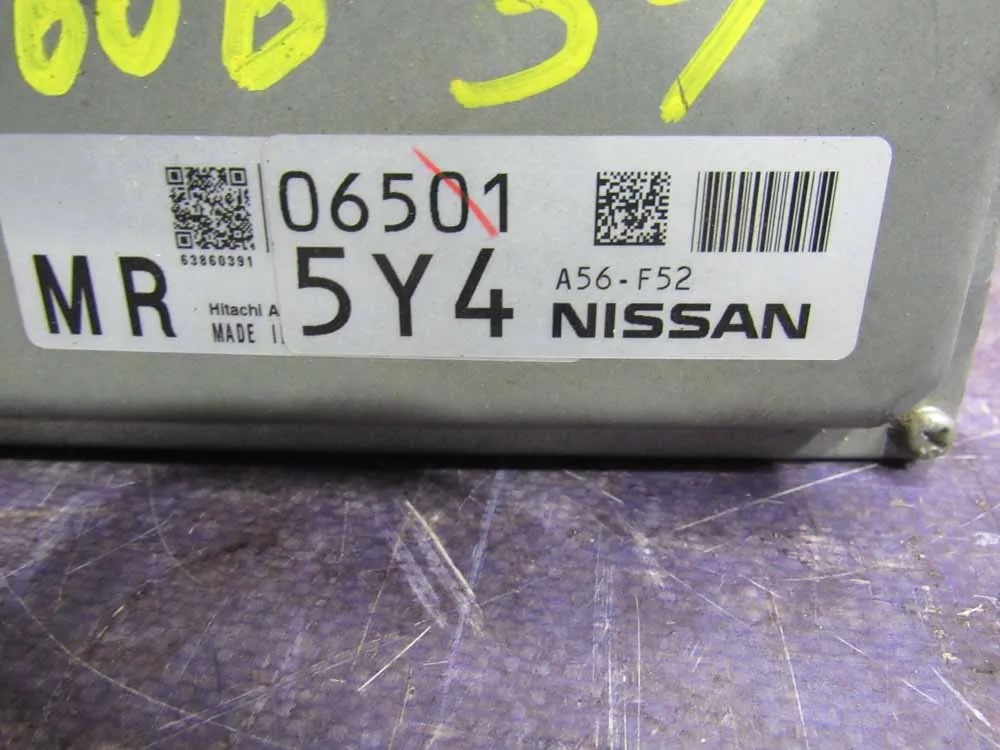 06501
63860391
MR
Hitachi A
MADE I
5Y4
A56-F52
NISSAN